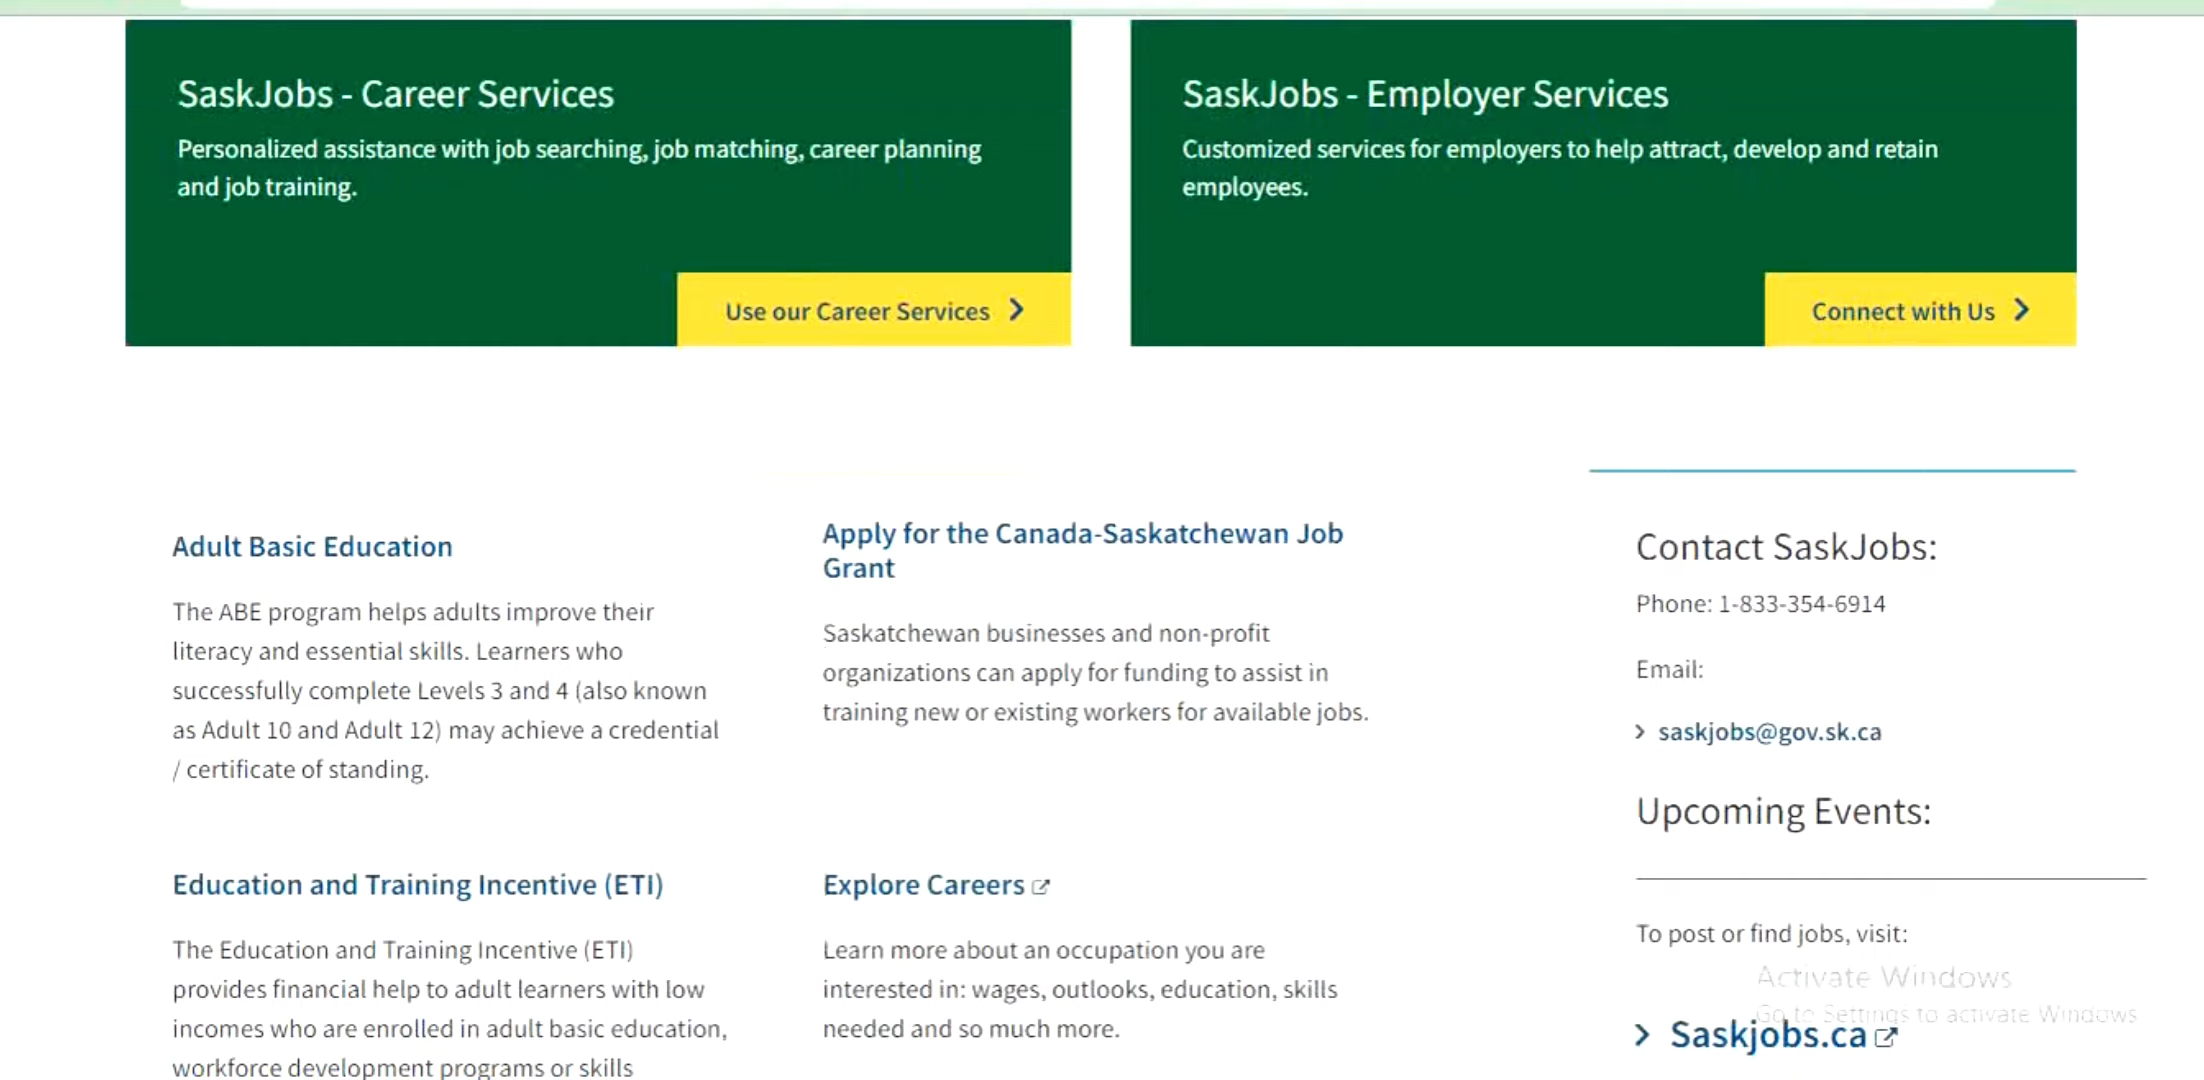 SaskJobs - Career Services
Personalized assistance with job searching, job matching, career planning
and job training.
Use our Career Services
SaskJobs - Employer Services
Customized services for employers to help attract, develop and retain
employees.
Connect with Us
Adult Basic Education
The ABE program helps adults improve their
literacy and essential skills. Learners who
successfully complete Levels 3 and 4 (also known
as Adult 10 and Adult 12) may achieve a credential
/ certificate of standing.
Apply for the Canada-Saskatchewan Job
Grant
Saskatchewan businesses and non-profit
organizations can apply for funding to assist in
training new or existing workers for available jobs.
Education and Training Incentive (ETI)
The Education and Training Incentive (ETI)
provides financial help to adult learners with low
incomes who are enrolled in adult basic education,
workforce development programs or skills
Explore Careers
Learn more about an occupation you are
interested in: wages, outlooks, education, skills
needed and so much more.
Contact SaskJobs:
Phone: 1-833-354-6914
Email:
saskjobs@gov.sk.ca
Upcoming Events:
To post or find jobs, visit:
Activate Windows
Go to Settings to activate Windows
Saskjobs.ca